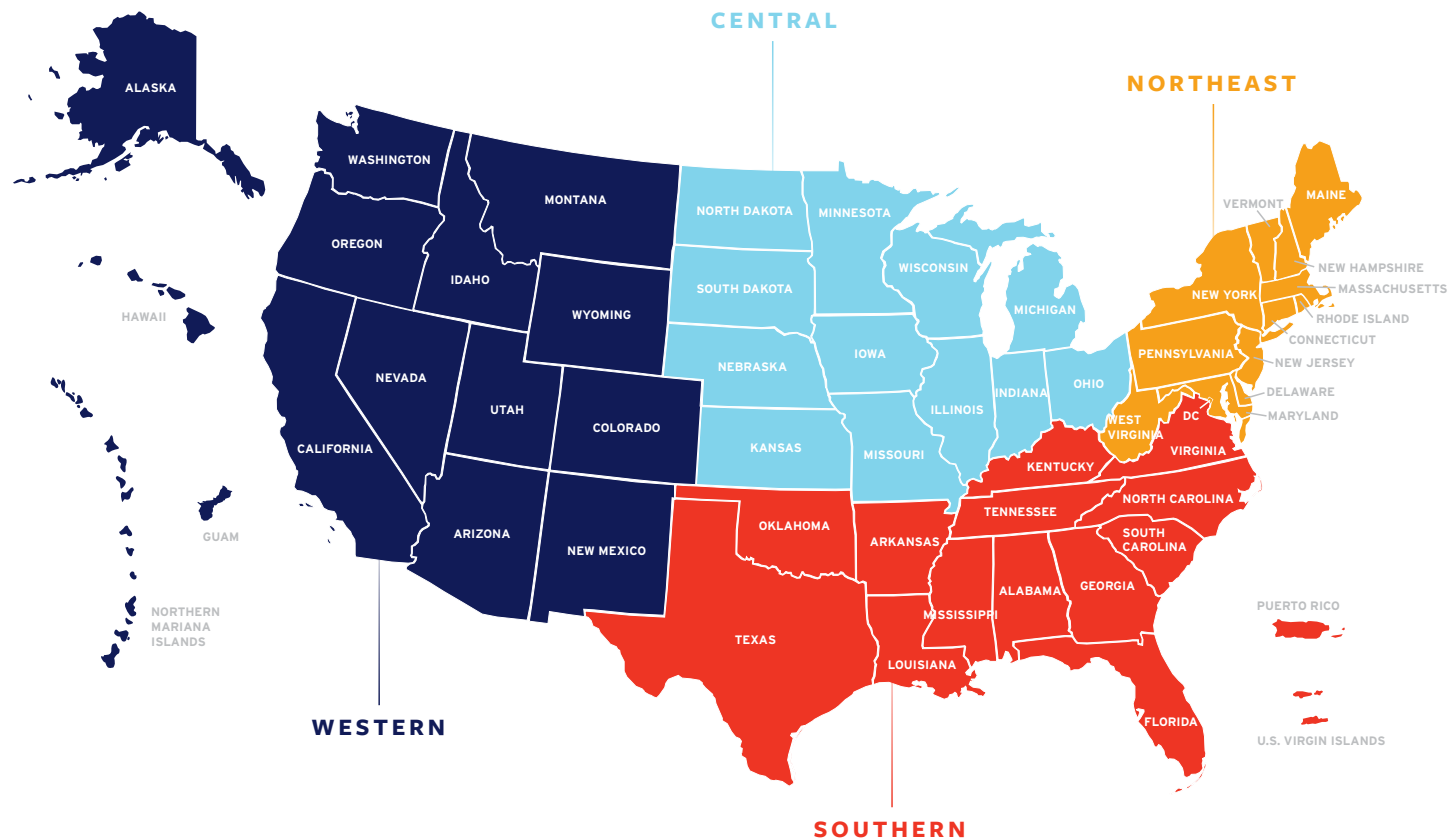 CENTRAL
NORTHEAST
ALASKA
WASHINGTON
MONTANA
NORTH DAKOTA
MINNESOTA
MAINE
VERMONT
OREGON
IDAHO
WISCONSIN
NEW HAMPSHIRE
SOUTH DAKOTA
MASSACHUSETTS
NEW YORK
HAWAII
WYOMING
MICHIGAN
RHODE ISLAND
CONNECTICUT
IOWA
PENNSYLVANIA
NEW JERSEY
NEVADA
NEBRASKA
OHIO
INDIANA
DELAWARE
UTAH
ILLINOIS
DC
MARYLAND
COLORADO
WEST
VIRGINIA
CALIFORNIA
KANSAS
MISSOURI
VIRGINIA
KENTUCKY
NORTH CAROLINA
TENNESSEE
GUAM
ARIZONA
NEW MEXICO
OKLAHOMA
ARKANSAS
SOUTH
CAROLINA
ALABAMA
GEORGIA
NORTHERN
MARIANA
ISLANDS
MISSISSIPPI
PUERTO RICO
TEXAS
LOUISIANA
FLORIDA
U.S. VIRGIN ISLANDS
WESTERN
SOUTHERN